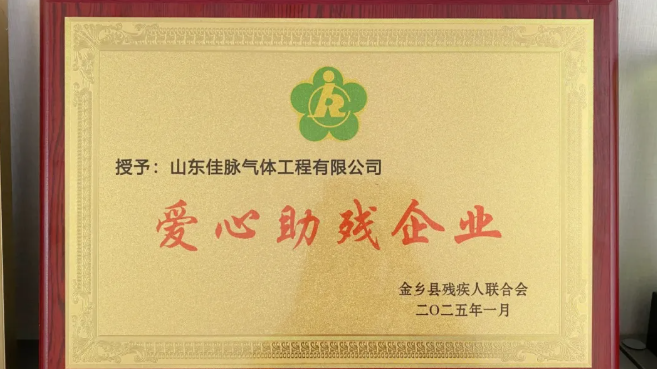 授予：山东佳脉气体工程有限公司
爱心助残企业
金乡县残疾人联合会
二〇二五年一月